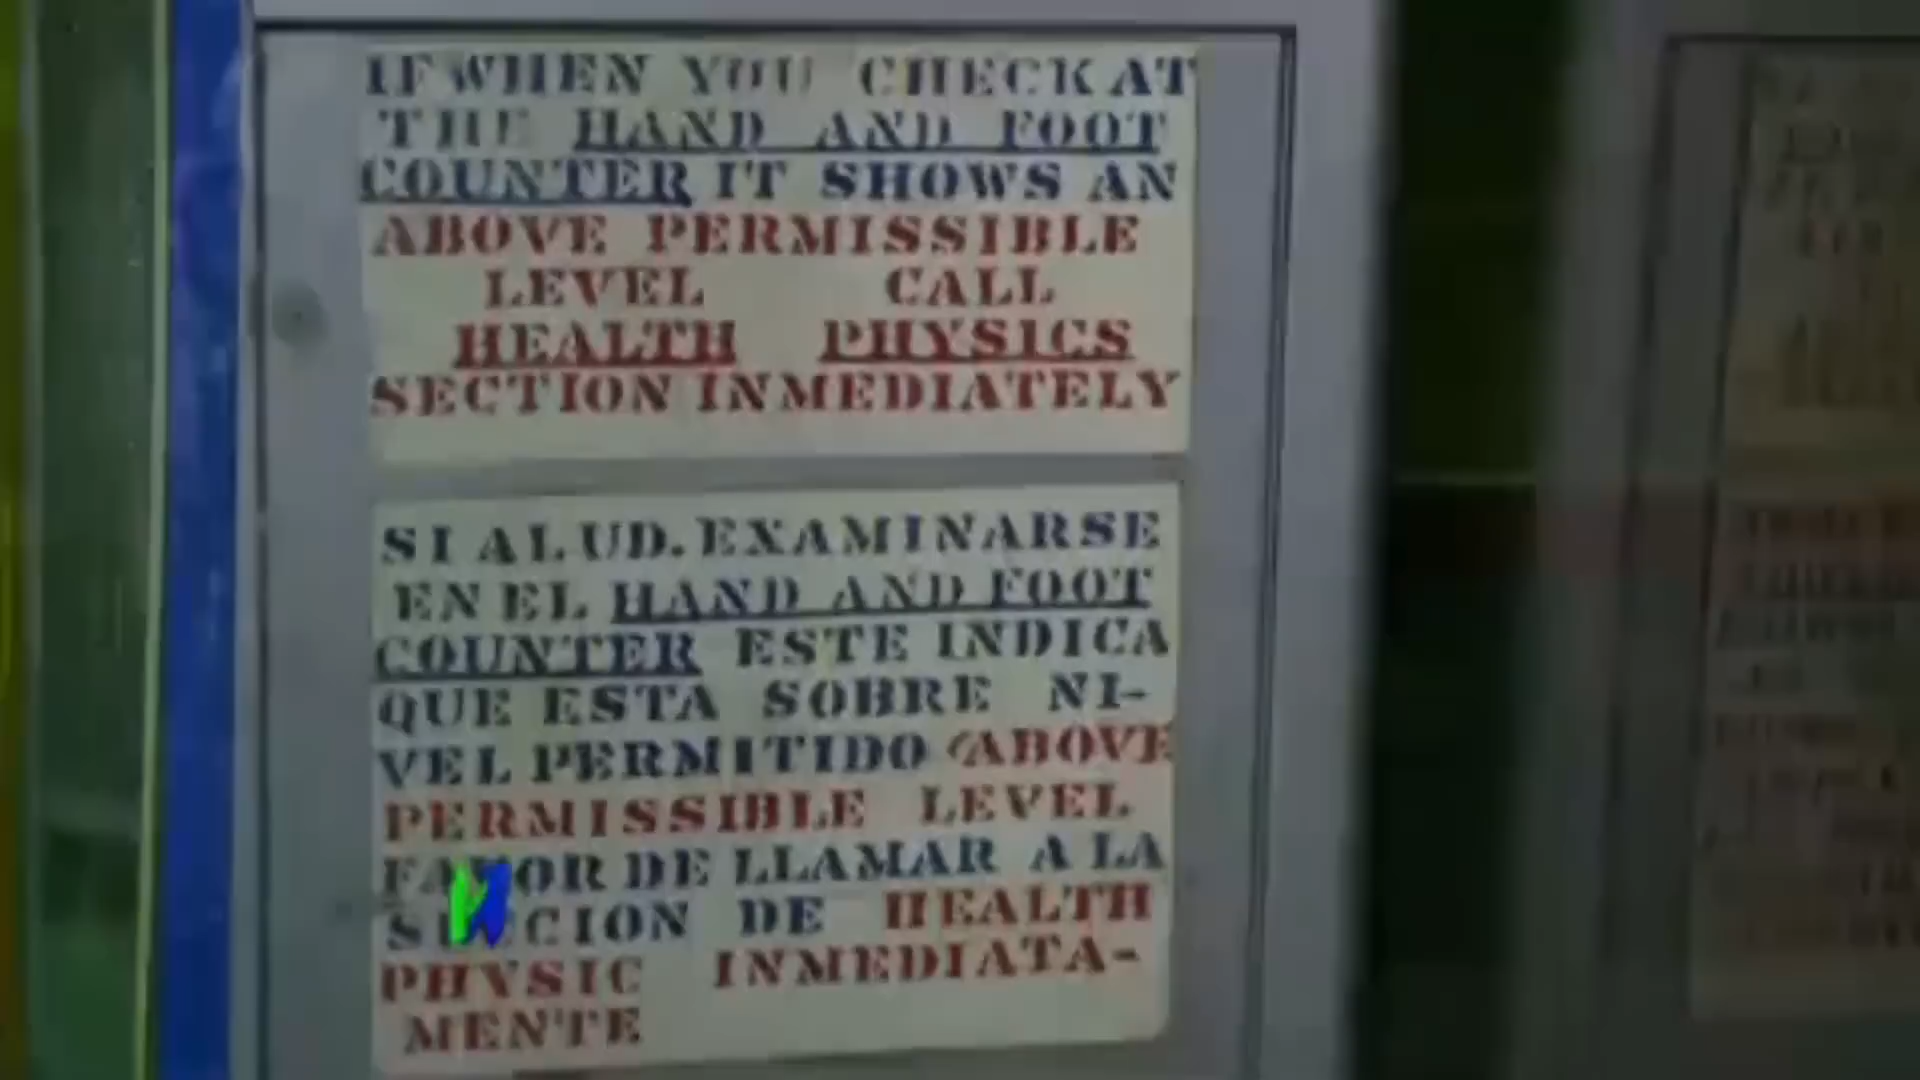 IF WHEN YOU CHECK AT
THE HAND AND FOOT
COUNTER IT SHOWS AN
ABOVE PERMISSIBLE
LEVEL CALL
HEALTH PHYSICS
SECTION INMEDIATELY
SI AL UD. EXAMINARSE
EN EL HAND AND FOOT
COUNTER ESTE INDICA
QUE ESTA SOBRE NI-
VEL PERMITIDO (ABOVE
PERMISSIBLE LEVEL
FAVOR DE LLAMAR A LA
SECCION DE HEALTH
PHYSIC INMEDIATA-
MENTE